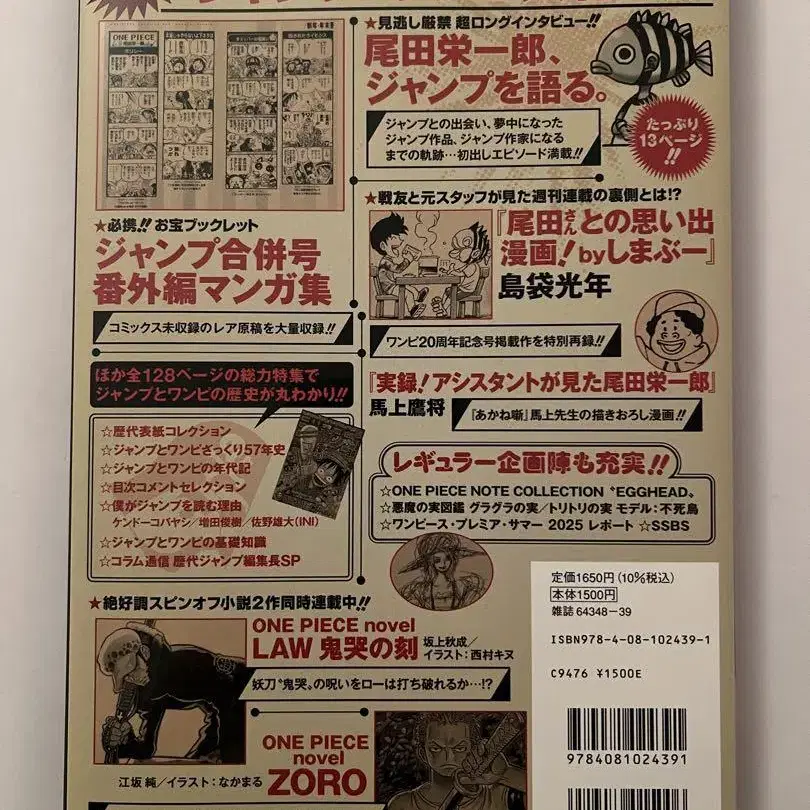 ★見逃し厳禁 超ロングインタビュー!!
尾田栄一郎、
ジャンプを語る。
ジャンプとの出会い、夢中になった
ジャンプ作品、ジャンプ作家になる
までの軌跡…初出しエピソード満載!!
たっぷり
13ページ
!!
ONE PIECE
★必携!! お宝ブックレット
ジャンプ合併号
番外編マンガ集
コミックス未収録のレア原稿を大量収録!!
★戦友と元スタッフが見た週刊連載の裏側とは!?
『尾田さんとの思い出
漫画!byしまぶー』
島袋光年
ワンピ20周年記念号掲載作を特別再録!!
『実録!アシスタントが見た尾田栄一郎』
馬上鷹将
『あかね噺』馬上先生の描きおろし漫画!!
ほか全128ページの総力特集で
ジャンプとワンピの歴史が丸わかり!!
☆歴代表紙コレクション
☆ジャンプとワンピざっくり57年史
☆ジャンプとワンピの年代記
☆目次コメントセレクション
☆僕がジャンプを読む理由
ケンドーコバヤシ/増田俊樹/佐野雄大(INI)
☆ジャンプとワンピの基礎知識
☆コラム通信 歴代ジャンプ編集長SP
レギュラー企画陣も充実!!
☆ONE PIECE NOTE COLLECTION “EGGHEAD„
☆悪魔の実図鑑 グラグラの実/トリトリの実 モデル:不死鳥
☆ワンピース・プレミア・サマー 2025 レポート ☆SSBS
★絶好調スピンオフ小説2作同時連載中!!
ONE PIECE novel
LAW 鬼哭の刻
坂上秋成/
イラスト:西村キヌ
妖刀“鬼哭„の呪いをローは打ち破れるか…!?
ONE PIECE
novel
ZORO
江坂 純/イラスト:なかまる
定価1650円(10%税込)
本体1500円
雑誌 64348-39
ISBN978-4-08-102439-1
C9476 ¥1500E
9784081024391